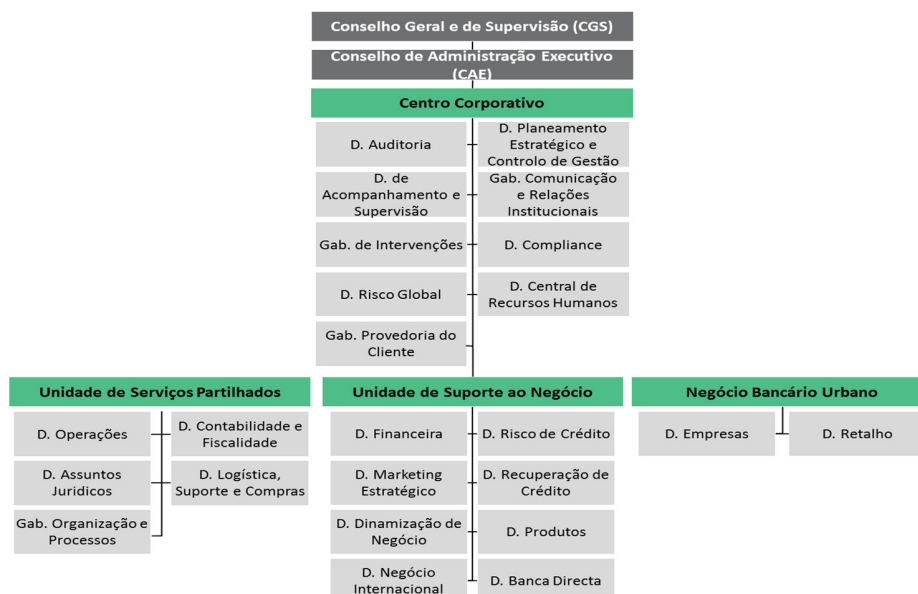 Conselho Geral e de Supervisão (CGS)
Conselho de Administração Executivo
(CAE)
Centro Corporativo
D. Auditoria
D. Planeamento
Estratégico e
Controlo de Gestão
D. de
Acompanhamento e
Supervisão
Gab. Comunicação
e Relações
Institucionais
Gab. de Intervenções
D. Compliance
D. Risco Global
D. Central de
Recursos Humanos
Gab. Provedoria do
Cliente
Unidade de Serviços Partilhados
D. Operações
D. Contabilidade e
Fiscalidade
D. Assuntos
Juridicos
D. Logística,
Suporte e Compras
Gab. Organização e
Processos
Unidade de Suporte ao Negócio
D. Financeira
D. Risco de Crédito
D. Marketing
Estratégico
D. Recuperação de
Crédito
D. Dinamização de
Negócio
D. Produtos
D. Negócio
Internacional
D. Banca Directa
Negócio Bancário Urbano
D. Empresas
D. Retalho